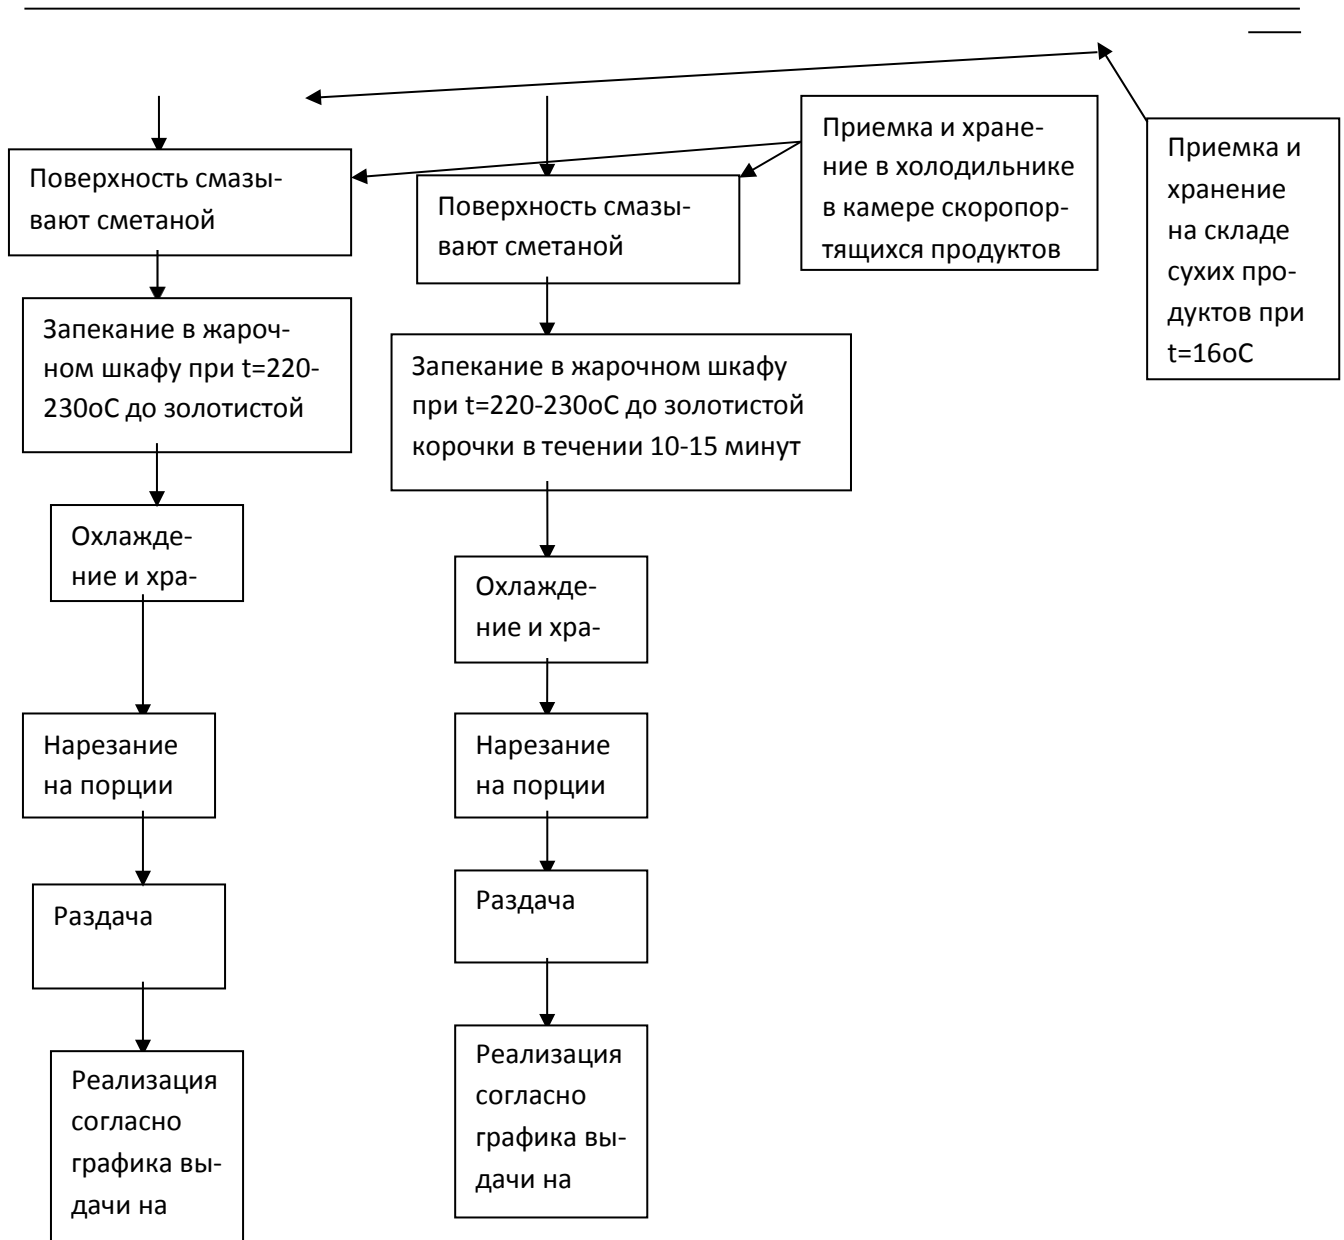 Поверхность смазы-
вают сметаной
Поверхность смазы-
вают сметаной
Приемка и хране-
ние в холодильнике
в камере скоропор-
тящихся продуктов
Приемка и
хранение
на складе
сухих про-
дуктов при
t=16оС
Запекание в жароч-
ном шкафу при t=220-
230оС до золотистой
Запекание в жарочном шкафу
при t=220-230оС до золотистой
корочки в течении 10-15 минут
Охлажде-
ние и хра-
Охлажде-
ние и хра-
Нарезание
на порции
Нарезание
на порции
Раздача
Раздача
Реализация
согласно
графика вы-
дачи на
Реализация
согласно
графика вы-
дачи на